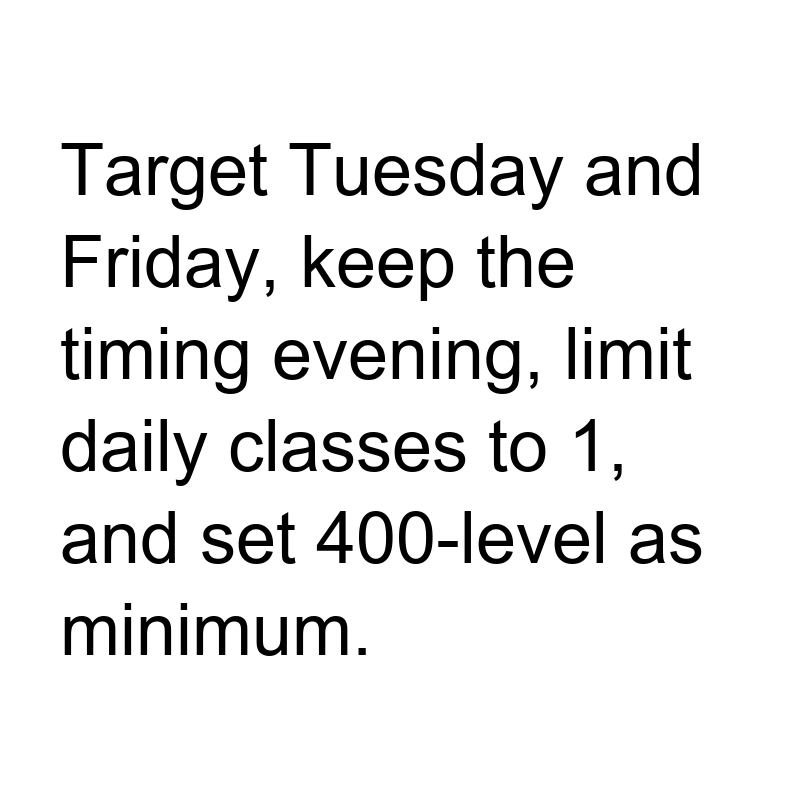 Target Tuesday and
Friday, keep the
timing evening, limit
daily classes to 1,
and set 400-level as
minimum.